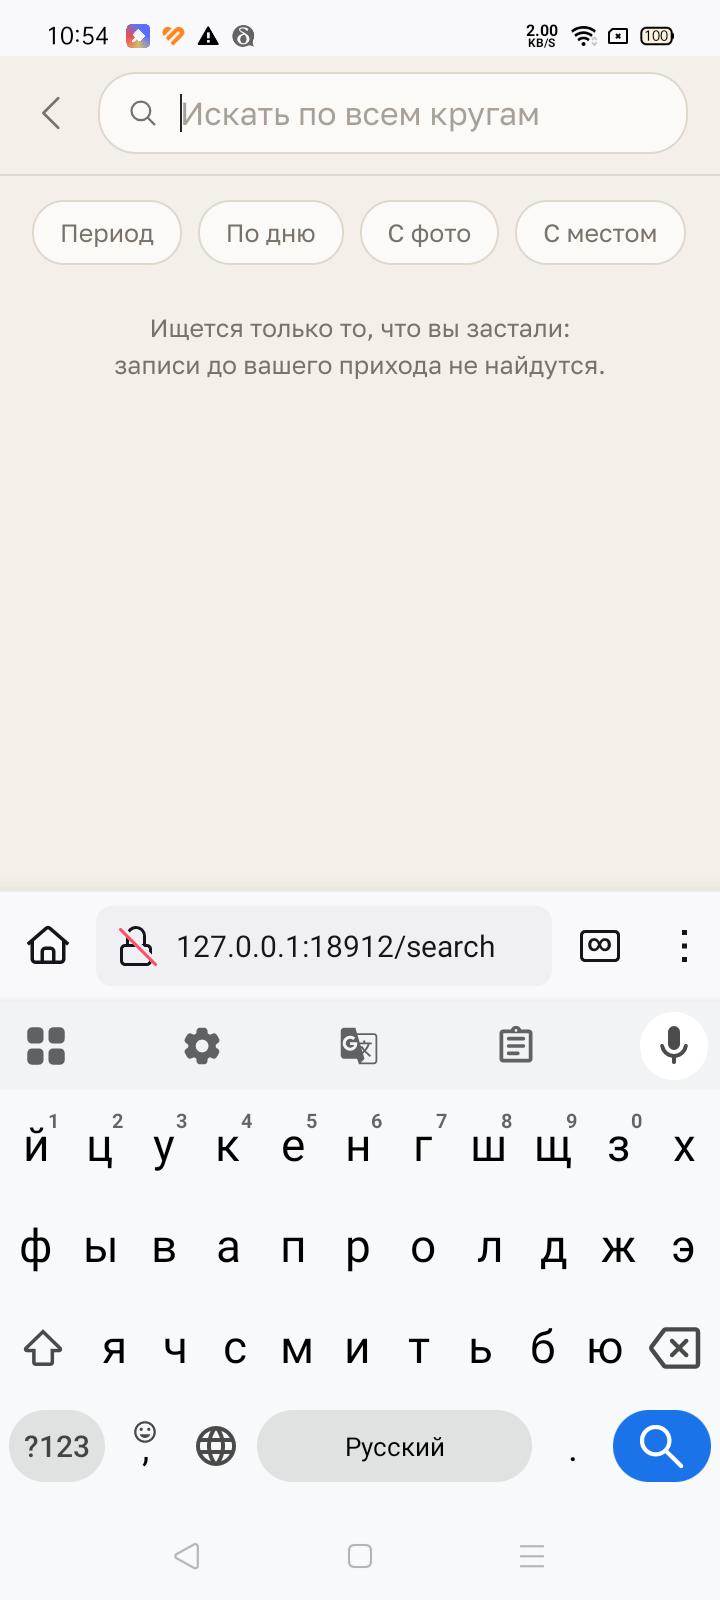 10:54
2.00
KB/S
100
Искать по всем кругам
Период По дню С фото С местом
Ищется только то, что вы застали:
записи до вашего прихода не найдутся.
127.0.0.1:18912/search
1 2 3 4 5 6 7 8 9 0
й ц у к е н г ш щ з х
ф ы в а п р о л д ж э
я ч с м и т ь б ю
?123 , Русский .